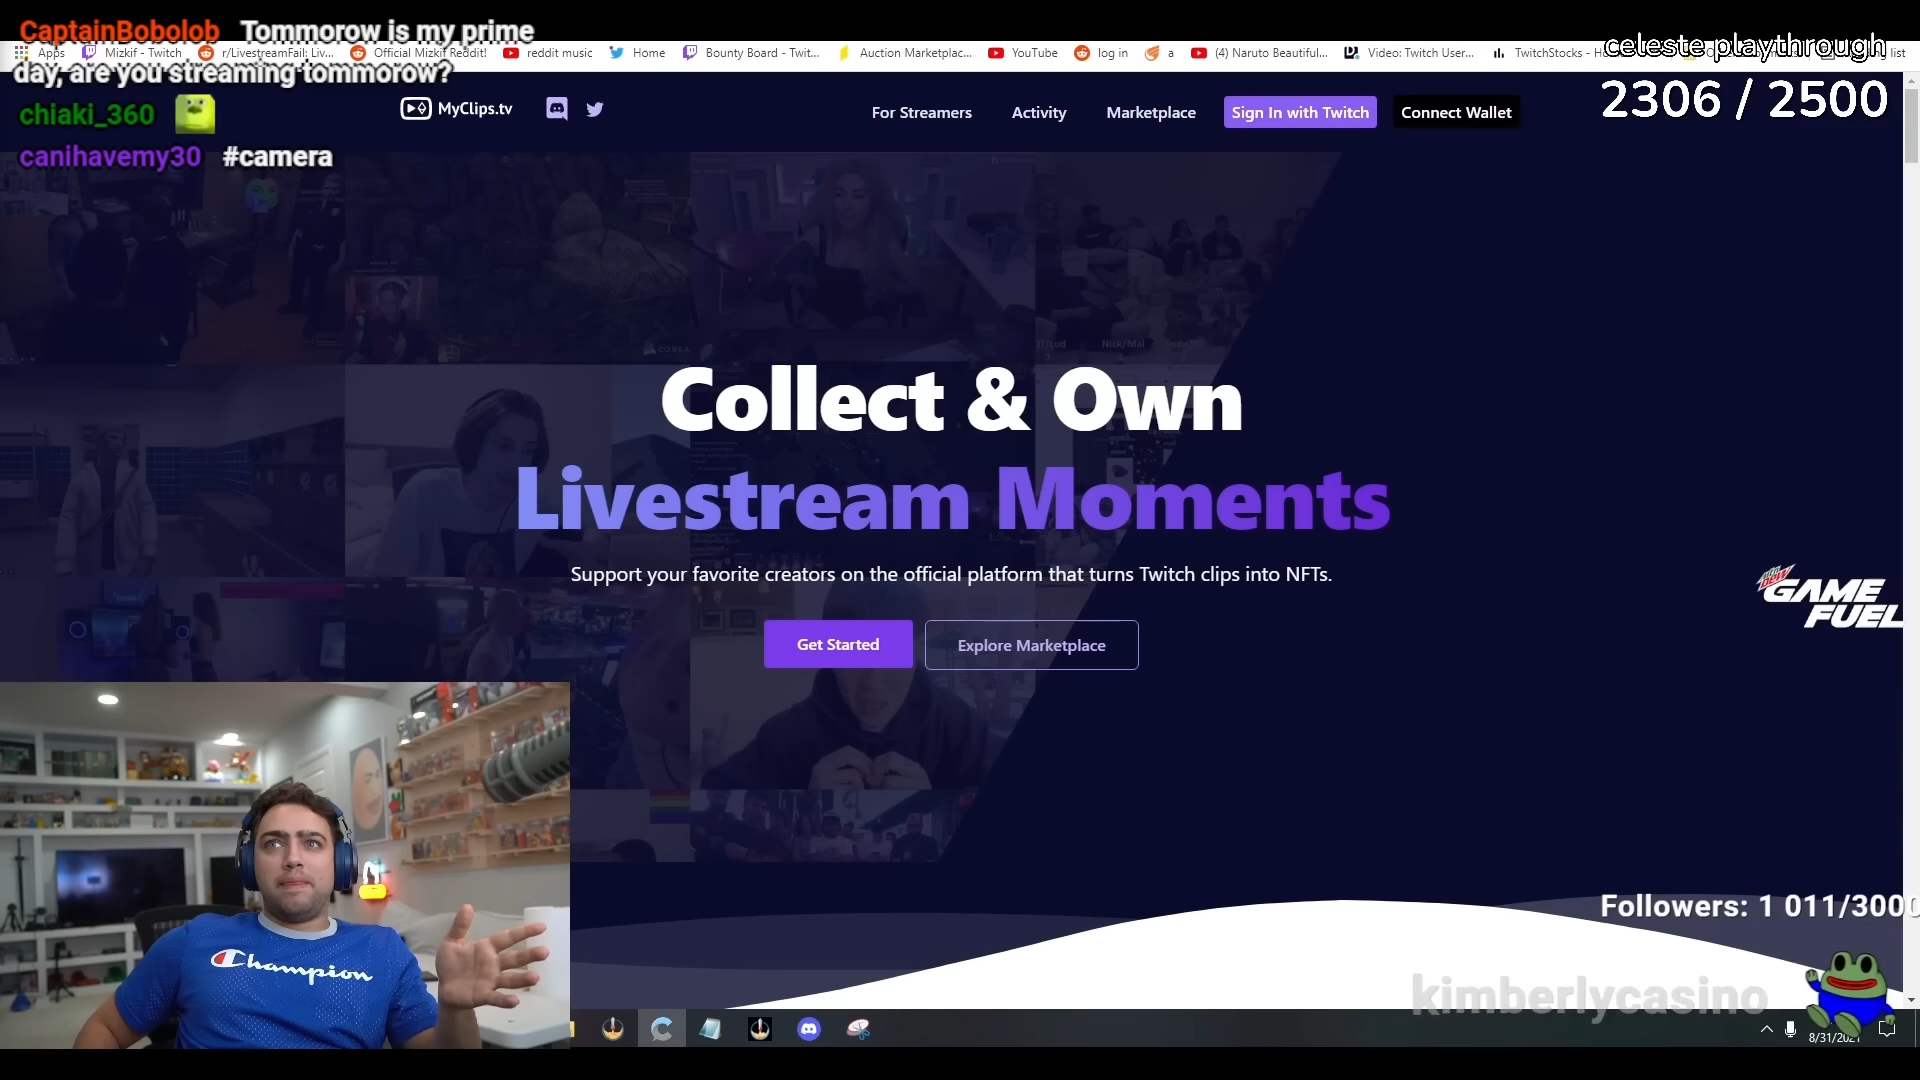 CaptainBobolob Tommorow is my prime
day, are you streaming tommorow?
chiaki_360
canihavemy30 #camera
Apps Mizkif - Twitch r/LivestreamFail: Liv... Official Mizkif Reddit! reddit music Home Bounty Board - Twit... Auction Marketplac... YouTube log in a (4) Naruto Beautiful... Video: Twitch User... TwitchStocks -
celeste playthrough
2306 / 2500
MyClips.tv
For Streamers Activity Marketplace Sign In with Twitch Connect Wallet
Collect & Own
Livestream Moments
Support your favorite creators on the official platform that turns Twitch clips into NFTs.
Get Started Explore Marketplace
GAME
FUEL
Champion
Followers: 1 011/3000
kimberlycasino